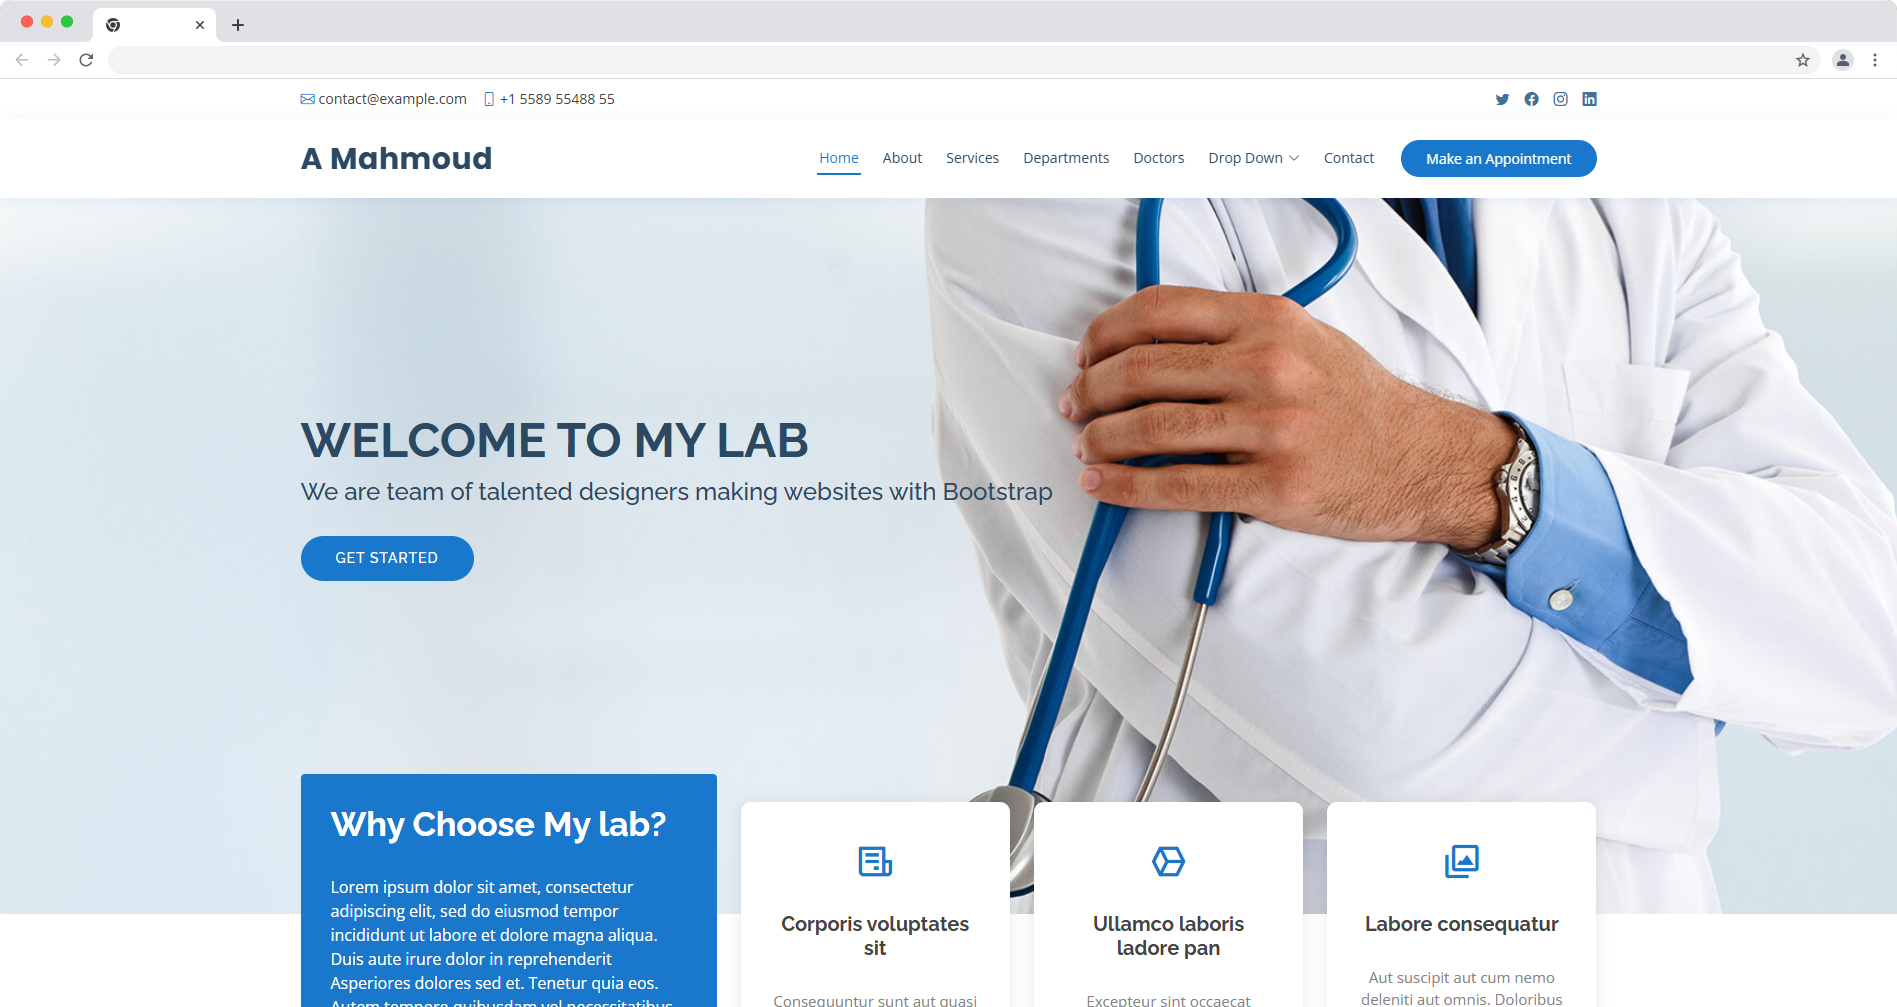 contact@example.com +1 5589 55488 55
A Mahmoud
Home About Services Departments Doctors Drop Down Contact Make an Appointment
WELCOME TO MY LAB
We are team of talented designers making websites with Bootstrap
GET STARTED
Why Choose My lab?
Lorem ipsum dolor sit amet, consectetur
adipiscing elit, sed do eiusmod tempor
incididunt ut labore et dolore magna aliqua.
Duis aute irure dolor in reprehenderit
Asperiores dolores sed et. Tenetur quia eos.
Autem tempore quibusdam vel necessitatibus
Corporis voluptates
sit
Consequuntur sunt aut quasi
Ullamco laboris
ladore pan
Excepteur sint occaecat
Labore consequatur
Aut suscipit aut cum nemo
deleniti aut omnis. Doloribus